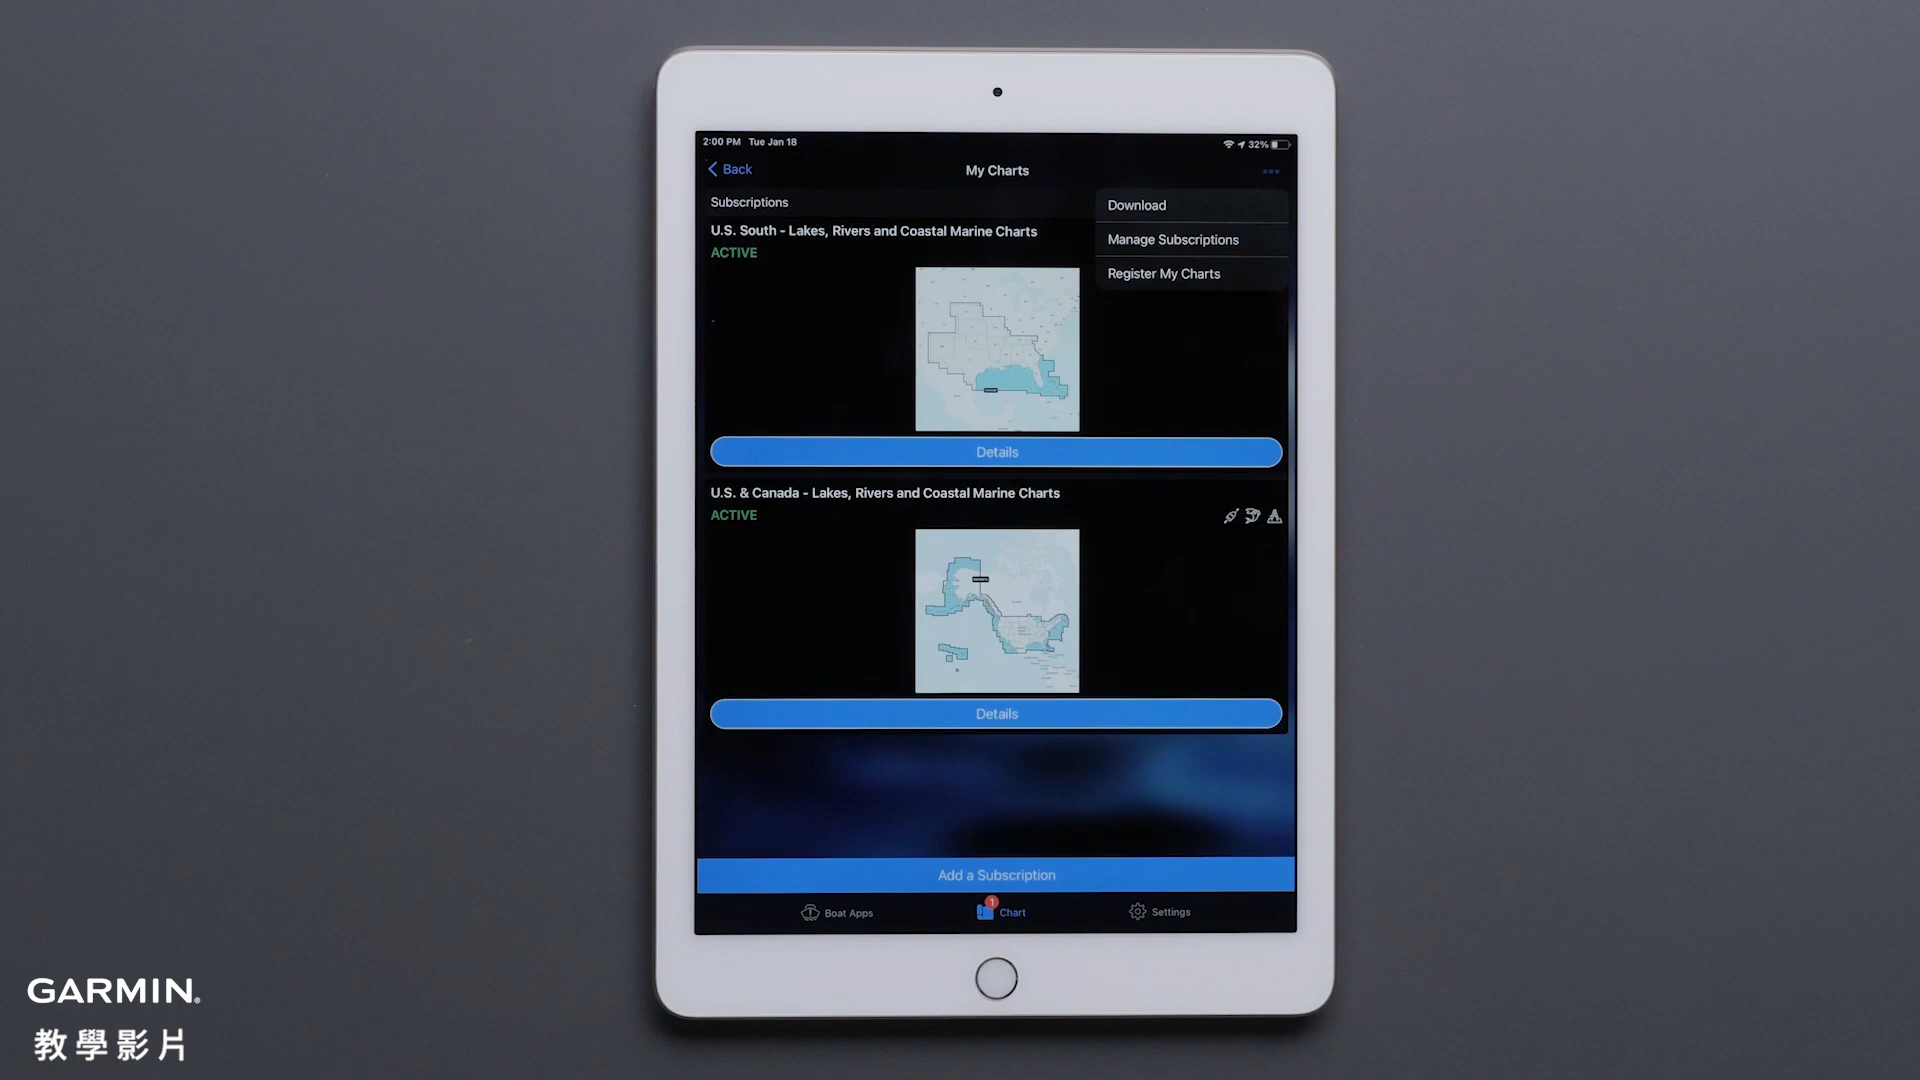 2:00 PM Tue Jan 18
32%
Back
My Charts
Subscriptions
Download
Manage Subscriptions
Register My Charts
U.S. South - Lakes, Rivers and Coastal Marine Charts
ACTIVE
Details
U.S. & Canada - Lakes, Rivers and Coastal Marine Charts
ACTIVE
Details
Add a Subscription
Boat Apps
1
Chart
Settings
GARMIN®
教學影片